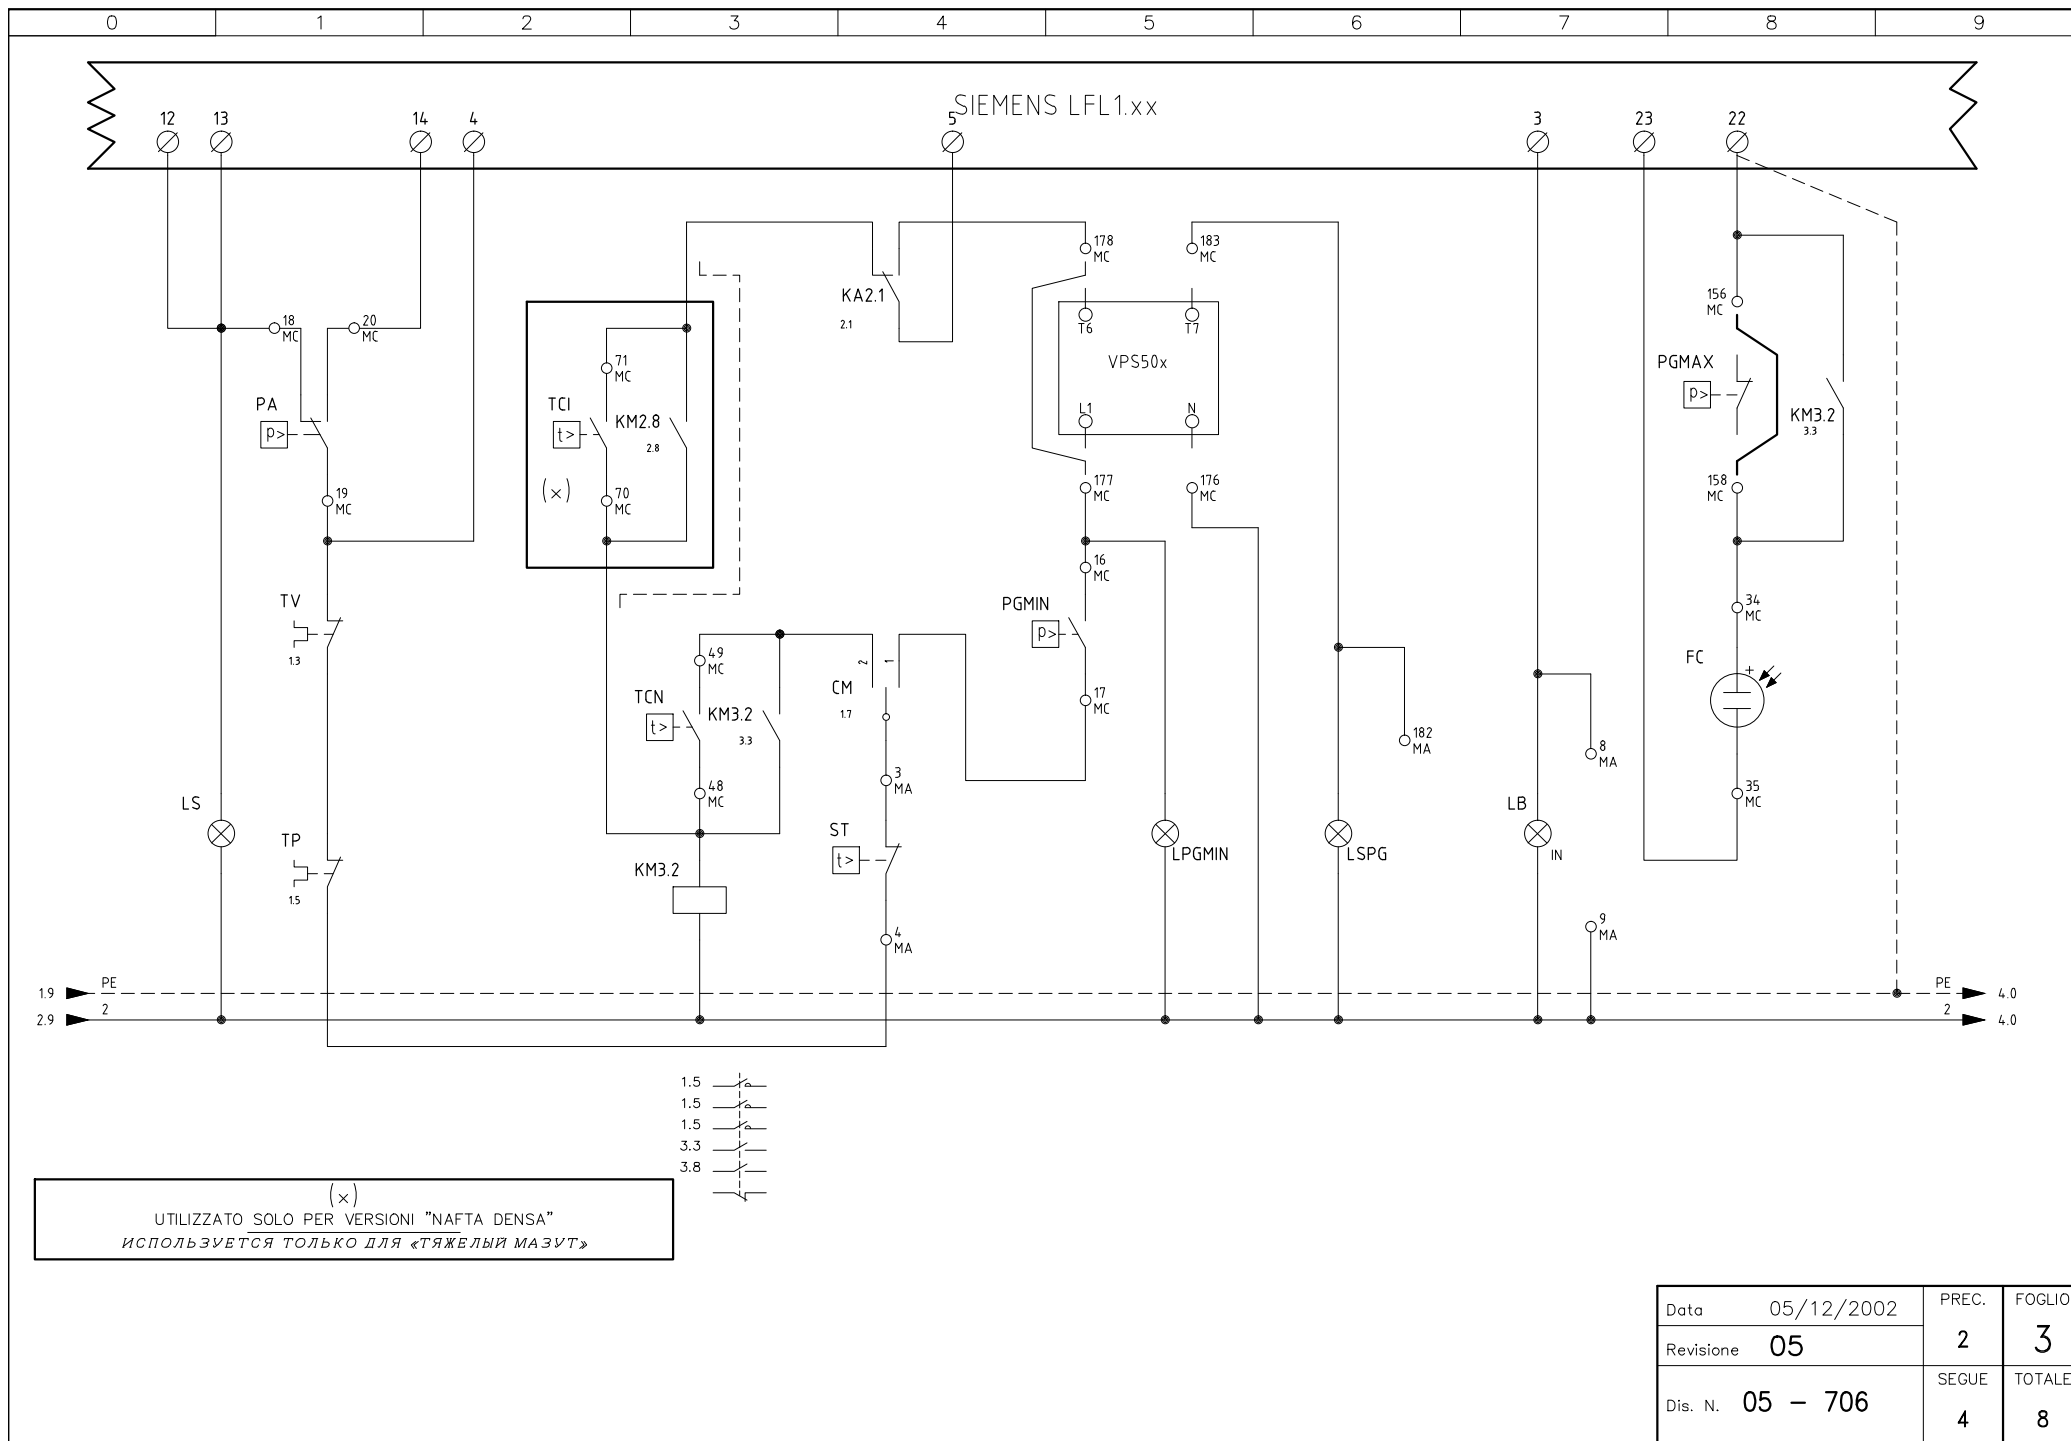 0 1 2 3 4 5 6 7 8 9
SIEMENS LFL1.xx
12 13 14 4 5 3 23 22
178
MC
183
MC
KA2.1
2.1
156
MC
18
MC
20
MC
T6 T7
71
MC
VPS50x
PGMAX
p>
PA
p>
TCI
t>
KM2.8
2.8
L1 N
KM3.2
3.3
(x)
19
MC
70
MC
177
MC
176
MC
158
MC
16
MC
TV
1.3
PGMIN
p>
34
MC
49
MC
2 1
CM
1.7
FC
+
TCN
t>
KM3.2
3.3
17
MC
182
MA
8
MA
3
MA
48
MC
35
MC
LS
TP
1.5
ST
t>
LPGMIN
LSPG
LB
IN
KM3.2
4
MA
9
MA
1.9 PE PE 4.0
2.9 2 2 4.0
1.5
1.5
1.5
3.3
3.8
(x)
UTILIZZATO SOLO PER VERSIONI "NAFTA DENSA"
ИСПОЛЬЗУЕТСЯ ТОЛЬКО ДЛЯ «ТЯЖЕЛЫЙ МАЗУТ»
Data 05/12/2002
PREC.
2
FOGLIO
3
Revisione 05
SEGUE
4
TOTALE
8
Dis. N. 05 - 706